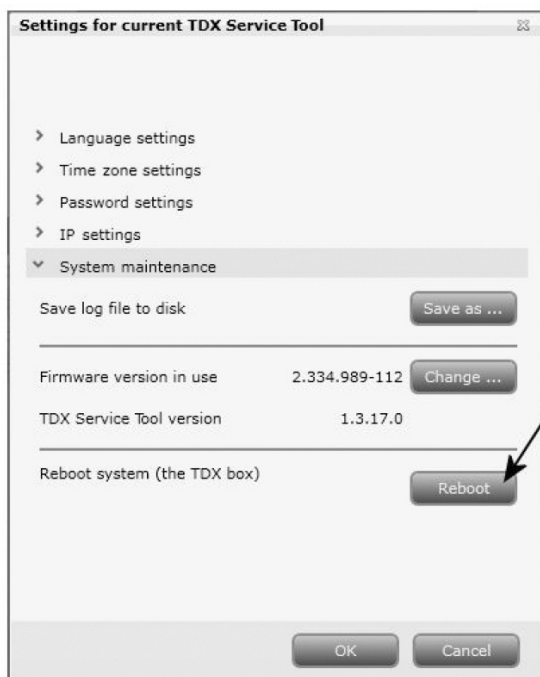 Settings for current TDX Service Tool
Language settings
Time zone settings
Password settings
IP settings
System maintenance
Save log file to disk Save as ...
Firmware version in use 2.334.989-112 Change ...
TDX Service Tool version 1.3.17.0
Reboot system (the TDX box) Reboot
OK Cancel